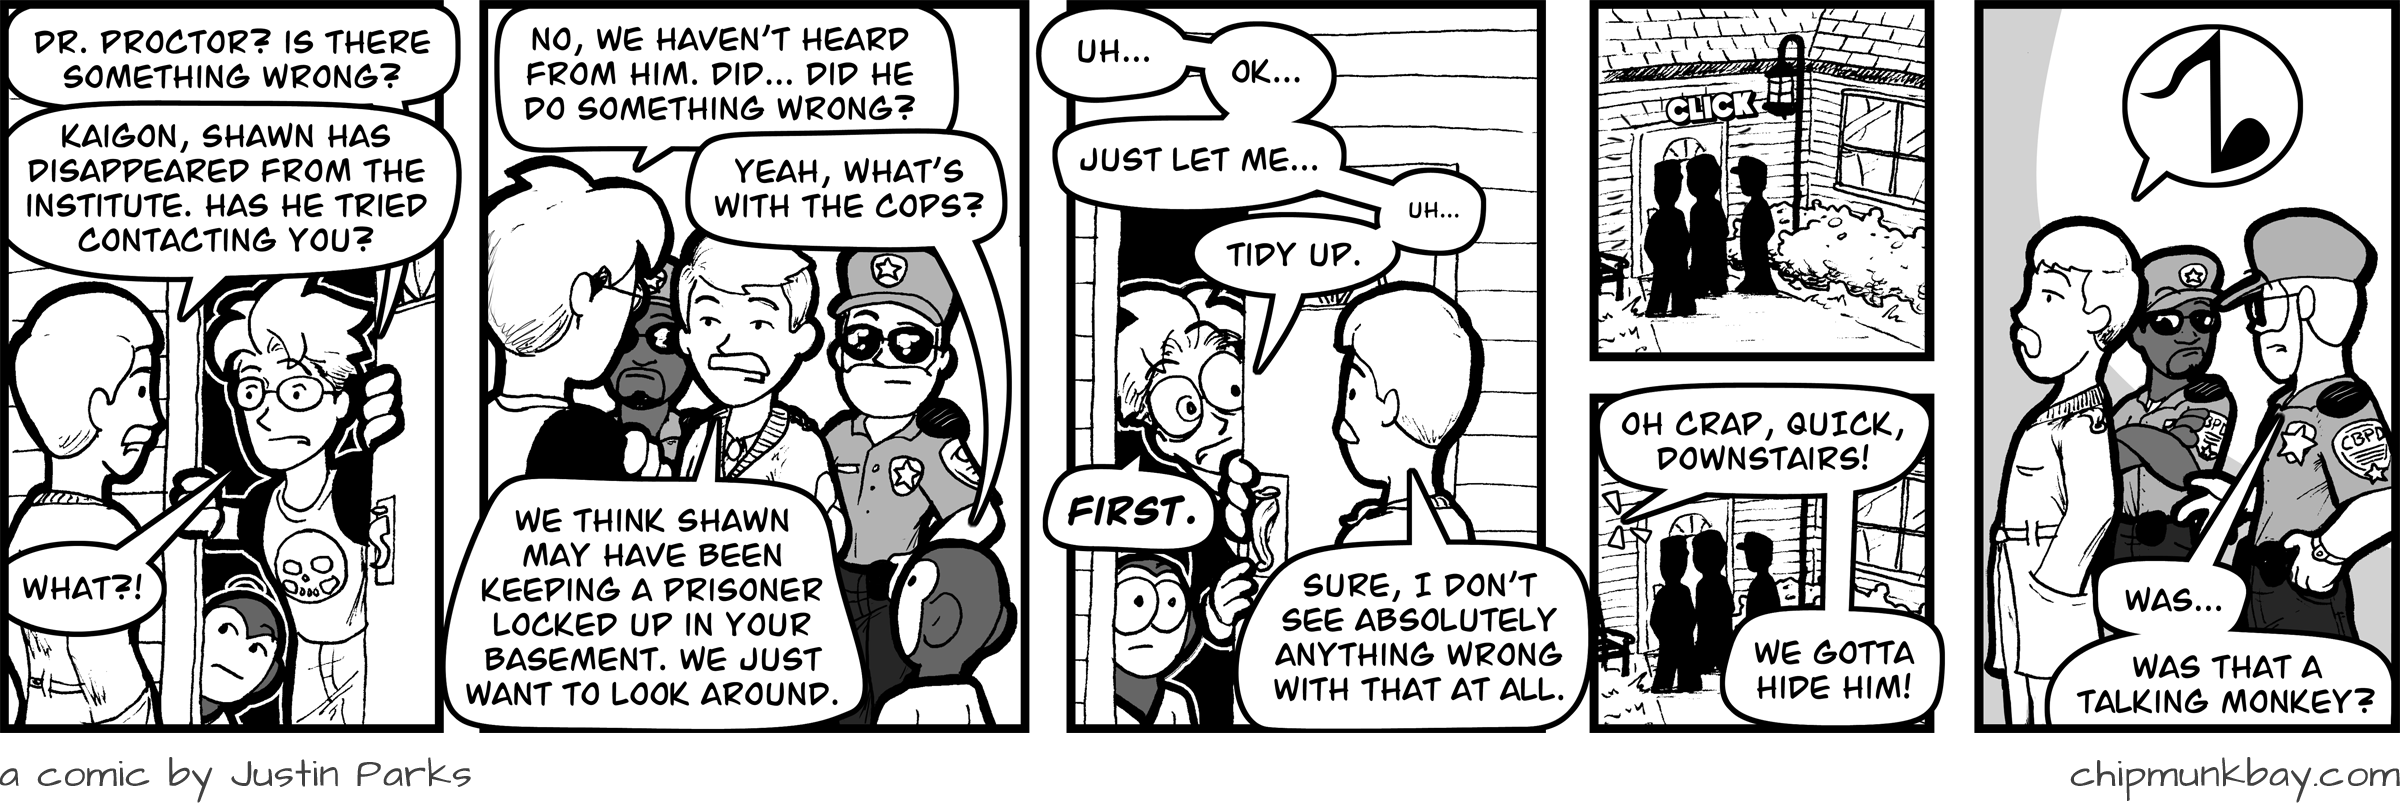 DR. PROCTOR? IS THERE
SOMETHING WRONG?
KAIGON, SHAWN HAS
DISAPPEARED FROM THE
INSTITUTE. HAS HE TRIED
CONTACTING YOU?
WHAT?!
NO, WE HAVEN'T HEARD
FROM HIM. DID... DID HE
DO SOMETHING WRONG?
YEAH, WHAT'S
WITH THE COPS?
WE THINK SHAWN
MAY HAVE BEEN
KEEPING A PRISONER
LOCKED UP IN YOUR
BASEMENT. WE JUST
WANT TO LOOK AROUND.
UH...
OK...
JUST LET ME...
UH...
TIDY UP.
FIRST.
SURE, I DON'T
SEE ABSOLUTELY
ANYTHING WRONG
WITH THAT AT ALL.
CLICK
OH CRAP, QUICK,
DOWNSTAIRS!
WE GOTTA
HIDE HIM!
CBPD
WAS...
WAS THAT A
TALKING MONKEY?
a comic by Justin Parks
chipmunkbay.com